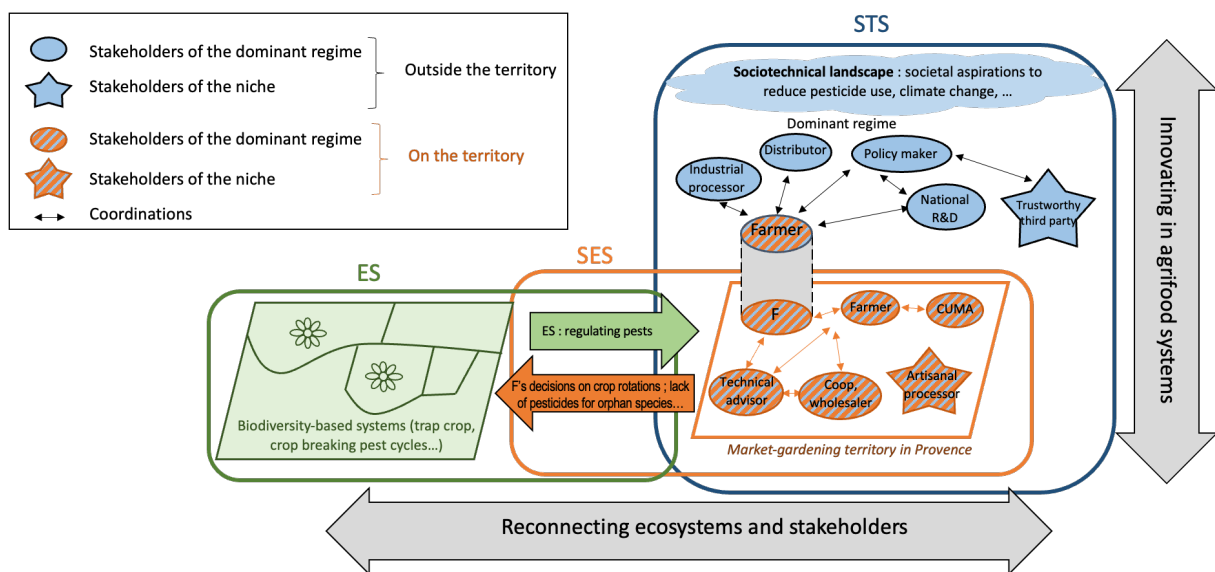 Stakeholders of the dominant regime
Stakeholders of the niche
Outside the territory
Stakeholders of the dominant regime
Stakeholders of the niche
On the territory
Coordinations
STS
Sociotechnical landscape : societal aspirations to
reduce pesticide use, climate change, ...
Dominant regime
Distributor
Policy maker
Industrial
processor
National
R&D
Trustworthy
third party
Farmer
SES
ES
ES : regulating pests
F's decisions on crop rotations ; lack
of pesticides for orphan species...
F
Farmer
CUMA
Technical
advisor
Coop,
wholesaler
Artisanal
processor
Market-gardening territory in Provence
Biodiversity-based systems (trap crop,
crop breaking pest cycles...)
Reconnecting ecosystems and stakeholders
Innovating in agrifood systems